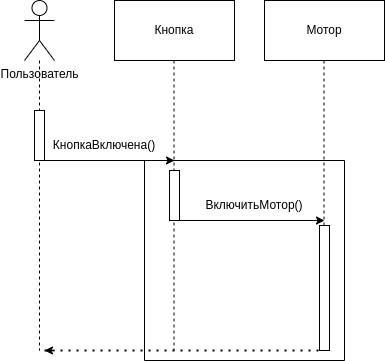 Кнопка
Мотор
Пользователь
КнопкаВключена()
ВключитьМотор()